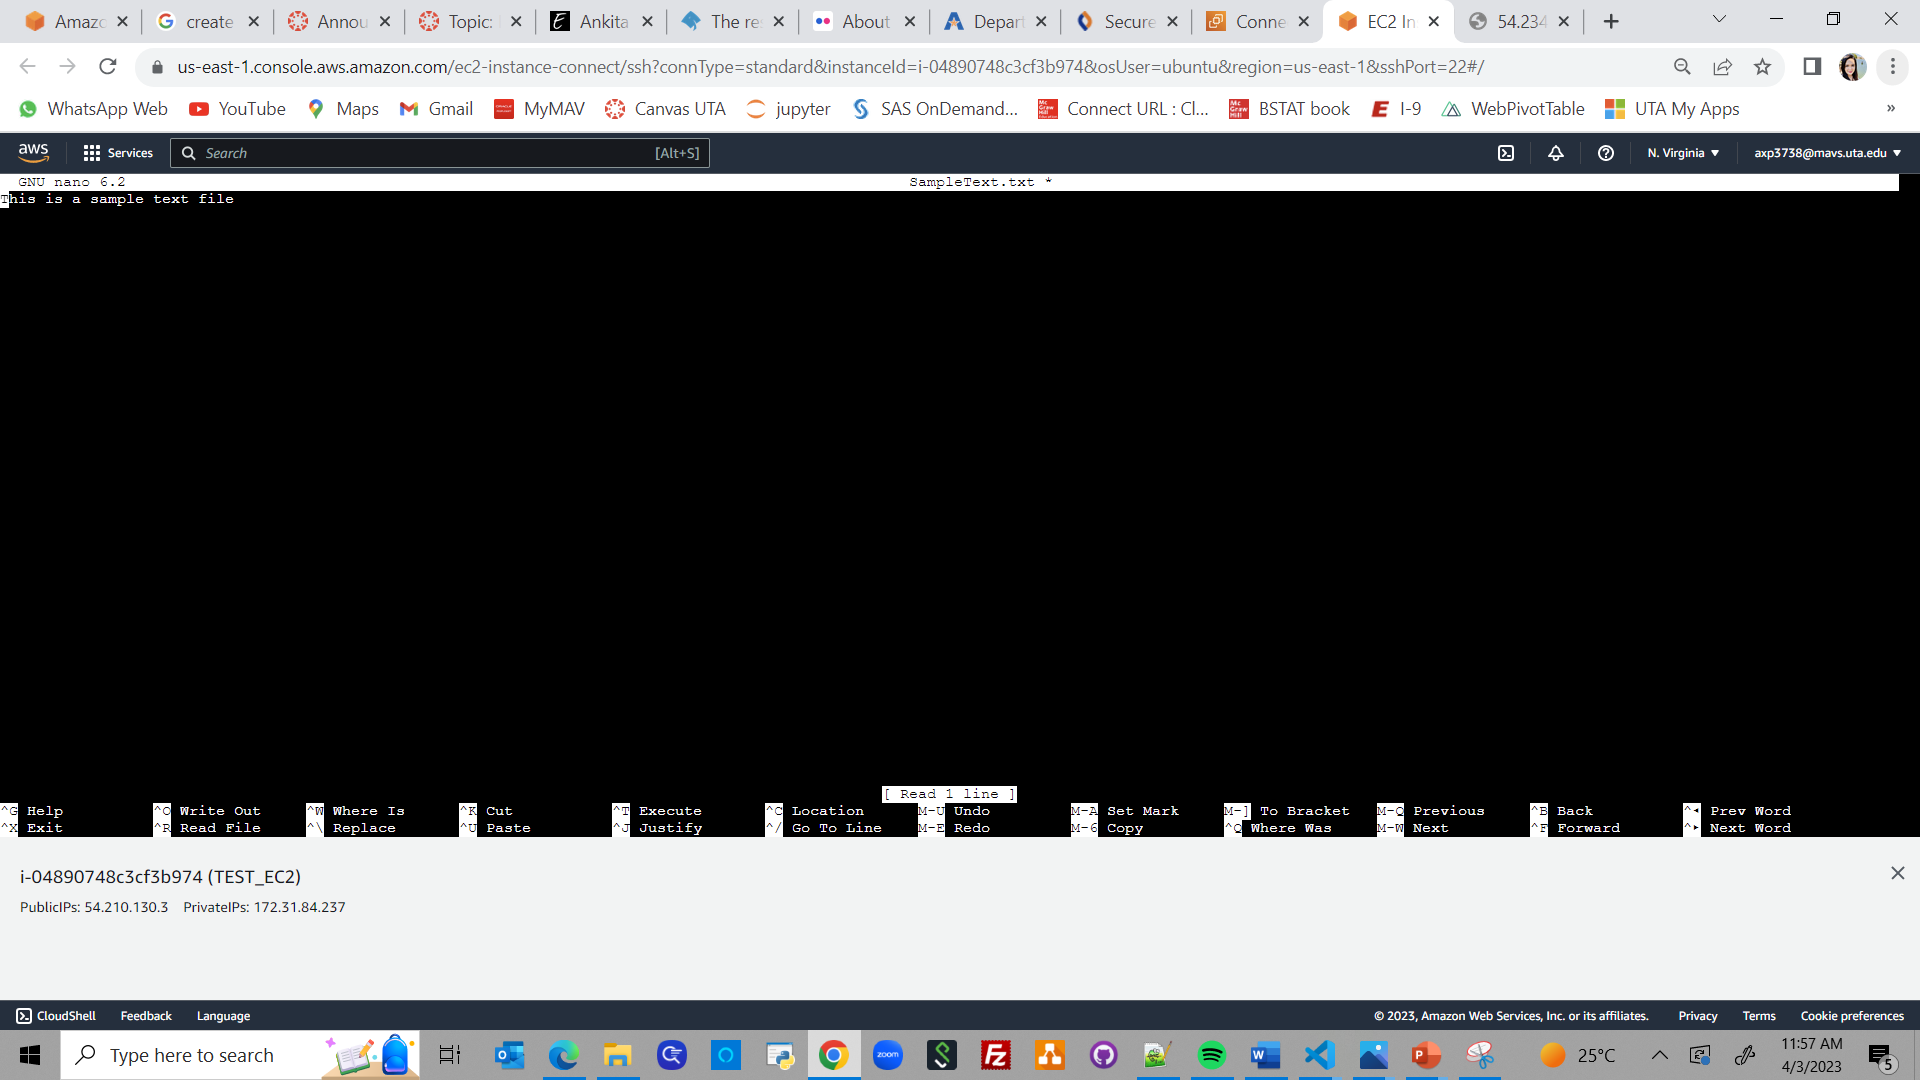 Amazo
create
Annou
Topic:
Ankita
The re
About
Depart
Secure
Conne
EC2 In
54.234
us-east-1.console.aws.amazon.com/ec2-instance-connect/ssh?connType=standard&instanceId=i-04890748c3cf3b974&osUser=ubuntu&region=us-east-1&sshPort=22#/
WhatsApp Web YouTube Maps Gmail MyMAV Canvas UTA jupyter SAS OnDemand... Connect URL : Cl... BSTAT book I-9 WebPivotTable UTA My Apps »
aws Services Search [Alt+S] N. Virginia axp3738@mavs.uta.edu
GNU nano 6.2 SampleText.txt *
This is a sample text file
[ Read 1 line ]
^G Help ^O Write Out ^W Where Is ^K Cut ^T Execute ^C Location M-U Undo M-A Set Mark M-] To Bracket M-Q Previous ^B Back ^◂ Prev Word
^X Exit ^R Read File ^\ Replace ^U Paste ^J Justify ^/ Go To Line M-E Redo M-6 Copy ^Q Where Was M-W Next ^F Forward ^▸ Next Word
i-04890748c3cf3b974 (TEST_EC2)
PublicIPs: 54.210.130.3 PrivateIPs: 172.31.84.237
CloudShell Feedback Language © 2023, Amazon Web Services, Inc. or its affiliates. Privacy Terms Cookie preferences
Type here to search zoom 25°C 11:57 AM
4/3/2023 5